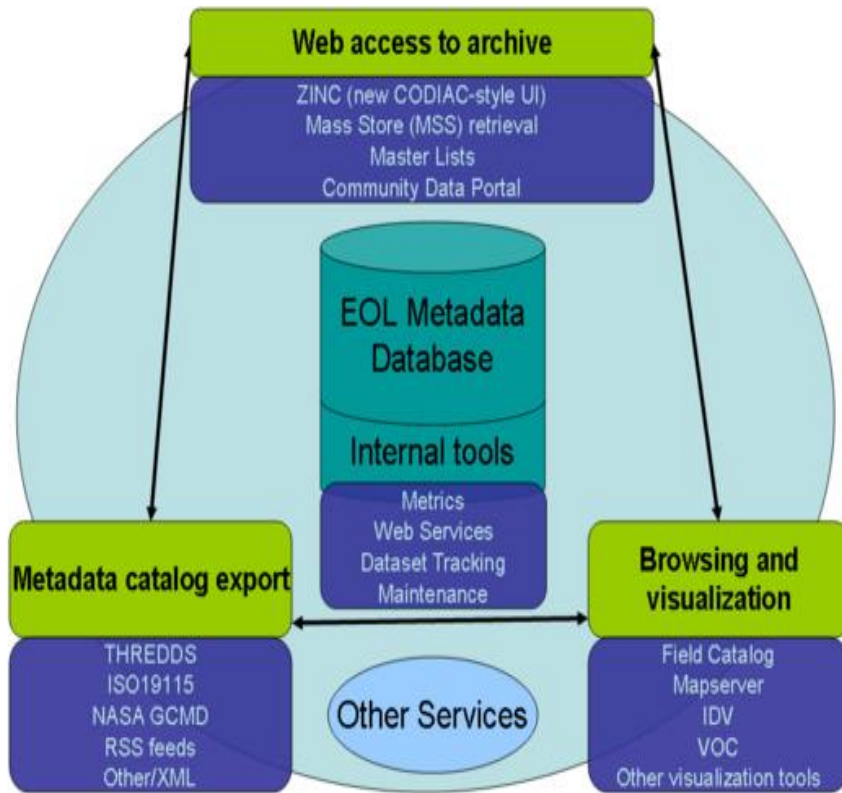 Web access to archive
ZINC (new CODIAC-style UI)
Mass Store (MSS) retrieval
Master Lists
Community Data Portal
EOL Metadata
Database
Internal tools
Metrics
Web Services
Dataset Tracking
Maintenance
Metadata catalog export
THREDDS
ISO19115
NASA GCMD
RSS feeds
Other/XML
Browsing and
visualization
Field Catalog
Mapserver
IDV
VOC
Other visualization tools
Other Services